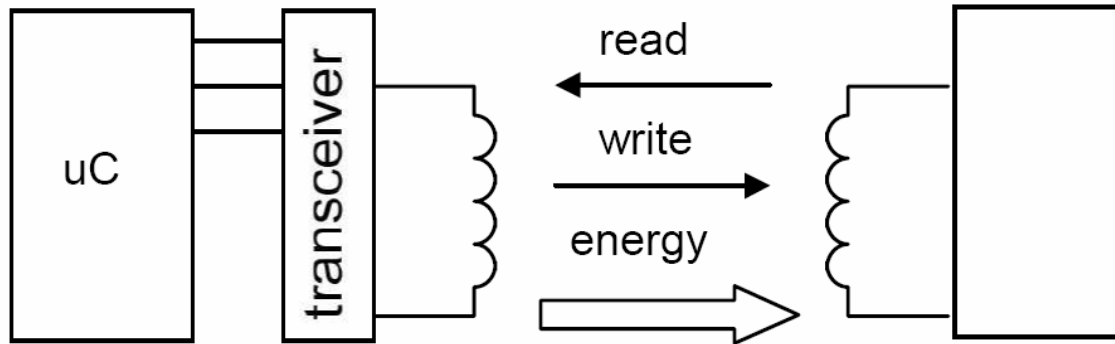 uC
transceiver
read
write
energy